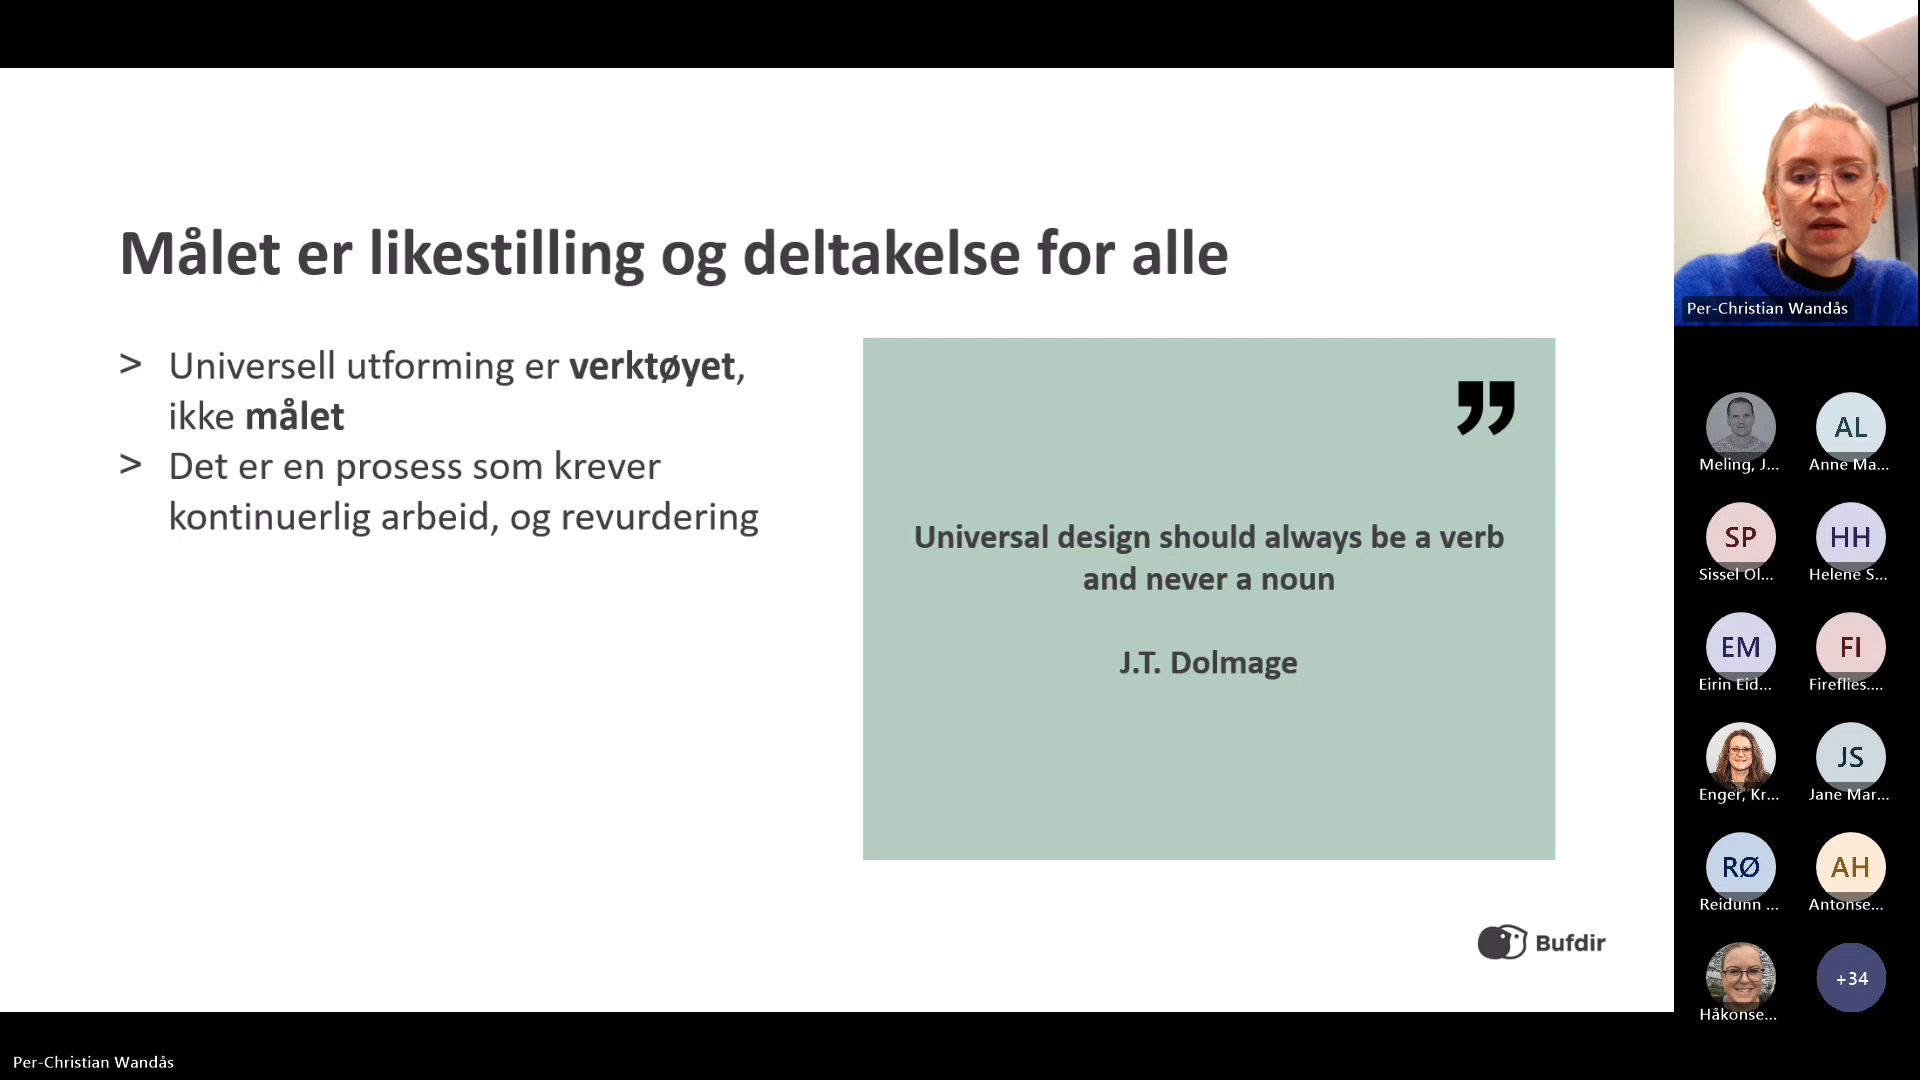 Målet er likestilling og deltakelse for alle
> Universell utforming er verktøyet,
ikke målet
> Det er en prosess som krever
kontinuerlig arbeid, og revurdering
”
Universal design should always be a verb
and never a noun
J.T. Dolmage
Bufdir
Per-Christian Wandås
Per-Christian Wandås
Meling, J...
AL
Anne Ma...
SP
Sissel Ol...
HH
Helene S...
EM
Eirin Eid...
FI
Fireflies....
Enger, Kr...
JS
Jane Mar...
RØ
Reidunn ...
AH
Antonse...
Håkonse...
+34